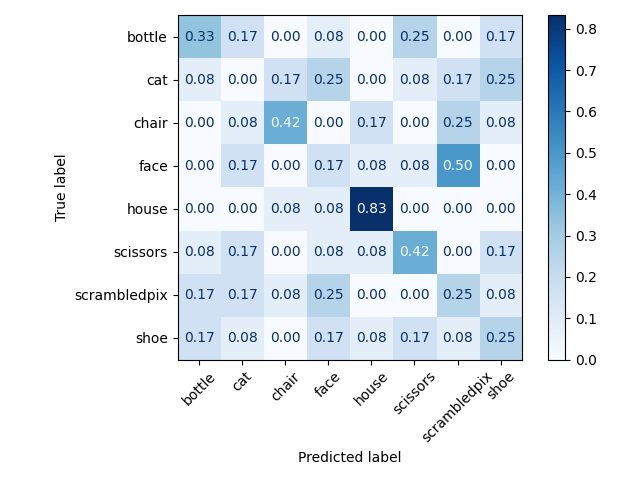 bottle 0.33 0.17 0.00 0.08 0.00 0.25 0.00 0.17
cat 0.08 0.00 0.17 0.25 0.00 0.08 0.17 0.25
chair 0.00 0.08 0.42 0.00 0.17 0.00 0.25 0.08
face 0.00 0.17 0.00 0.17 0.08 0.08 0.50 0.00
house 0.00 0.00 0.08 0.08 0.83 0.00 0.00 0.00
scissors 0.08 0.17 0.00 0.08 0.08 0.42 0.00 0.17
scrambledpix 0.17 0.17 0.08 0.25 0.00 0.00 0.25 0.08
shoe 0.17 0.08 0.00 0.17 0.08 0.17 0.08 0.25
bottle cat chair face house scissors scrambledpix shoe
Predicted label
True label
0.8
0.7
0.6
0.5
0.4
0.3
0.2
0.1
0.0